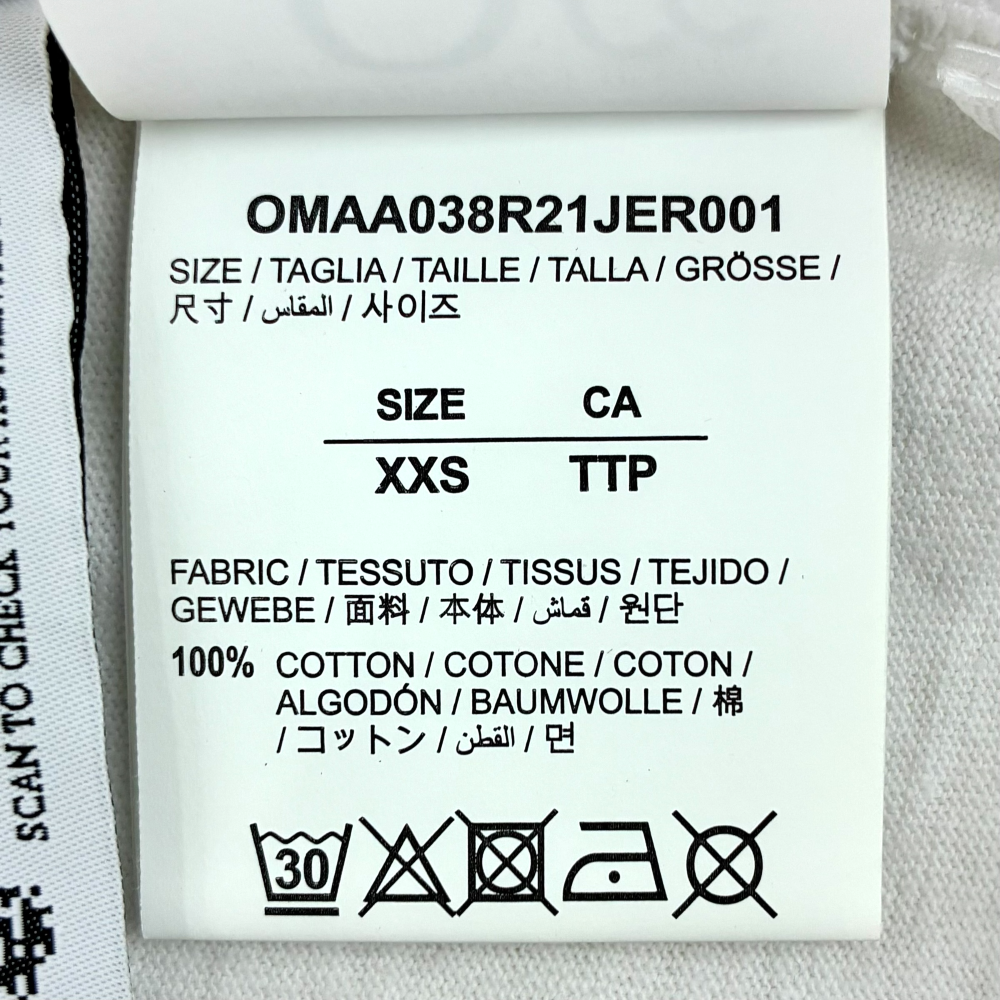 OMAA038R21JER001
SIZE / TAGLIA / TAILLE / TALLA / GRÖSSE /
尺寸 / المقاس / 사이즈
SIZE CA
XXS TTP
FABRIC / TESSUTO / TISSUS / TEJIDO /
GEWEBE / 面料 / 本体 / قماش / 원단
100% COTTON / COTONE / COTON /
ALGODÓN / BAUMWOLLE / 棉
/ コットン / القطن / 면
30
SCAN TO CHECK YOUR